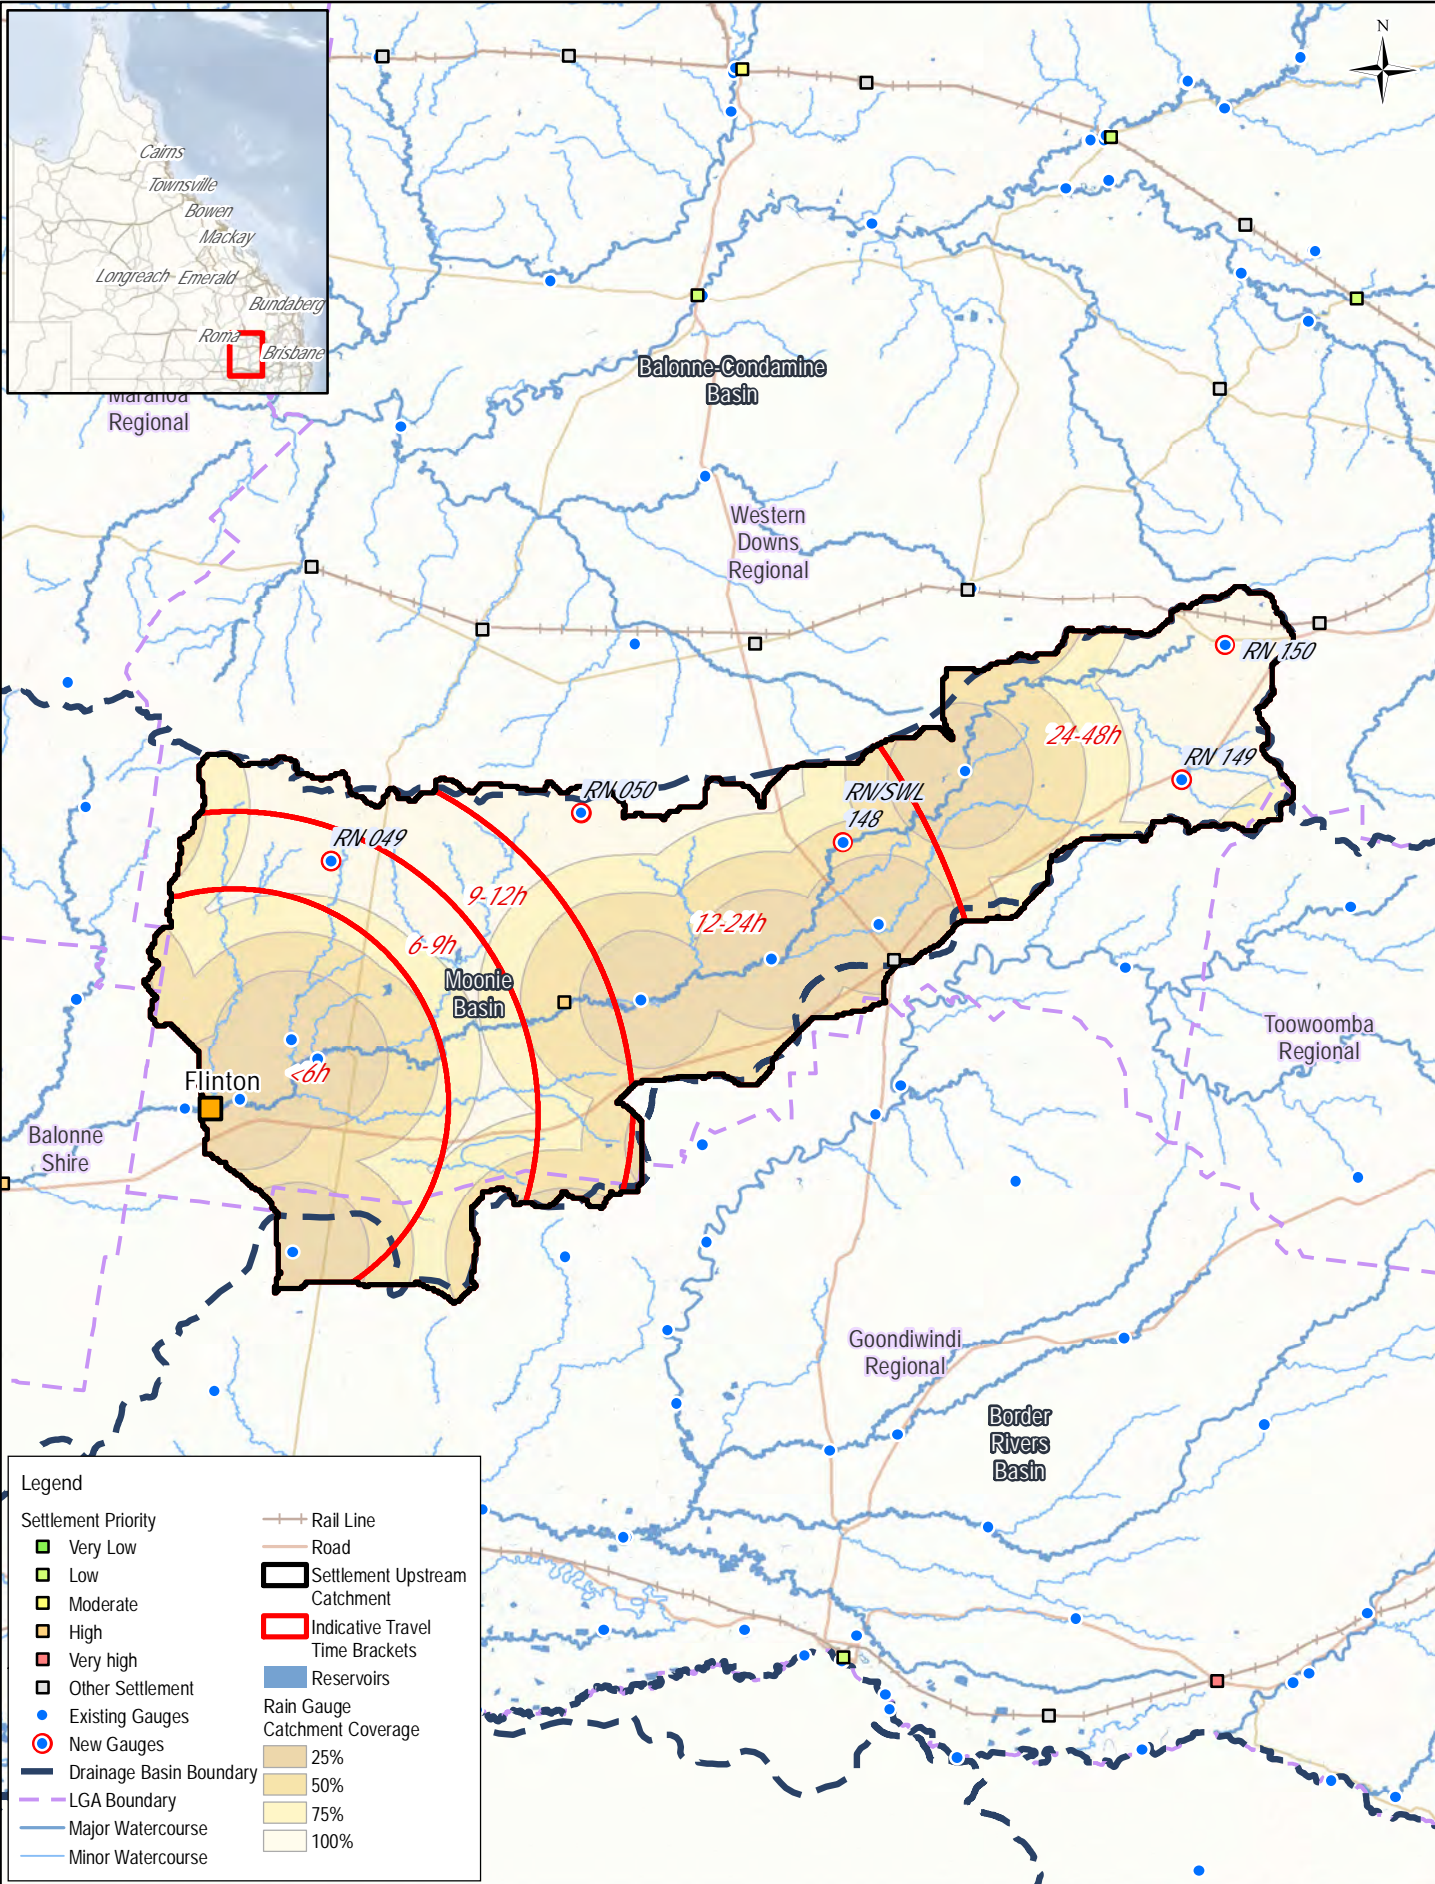 N
Cairns
Townsville
Bowen
Mackay
Longreach
Emerald
Bundaberg
Roma
Brisbane
Maranoa
Regional
Balonne-Condamine
Basin
Western
Downs
Regional
RN 150
24-48h
RN 149
RN 050
RN/SWL
148
RN 049
9-12h
12-24h
6-9h
Moonie
Basin
Toowoomba
Regional
<6h
Flinton
Balonne
Shire
Goondiwindi
Regional
Border
Rivers
Basin
Legend
Settlement Priority
Very Low
Low
Moderate
High
Very high
Other Settlement
Existing Gauges
New Gauges
Drainage Basin Boundary
LGA Boundary
Major Watercourse
Minor Watercourse
Rail Line
Road
Settlement Upstream
Catchment
Indicative Travel
Time Brackets
Reservoirs
Rain Gauge
Catchment Coverage
25%
50%
75%
100%